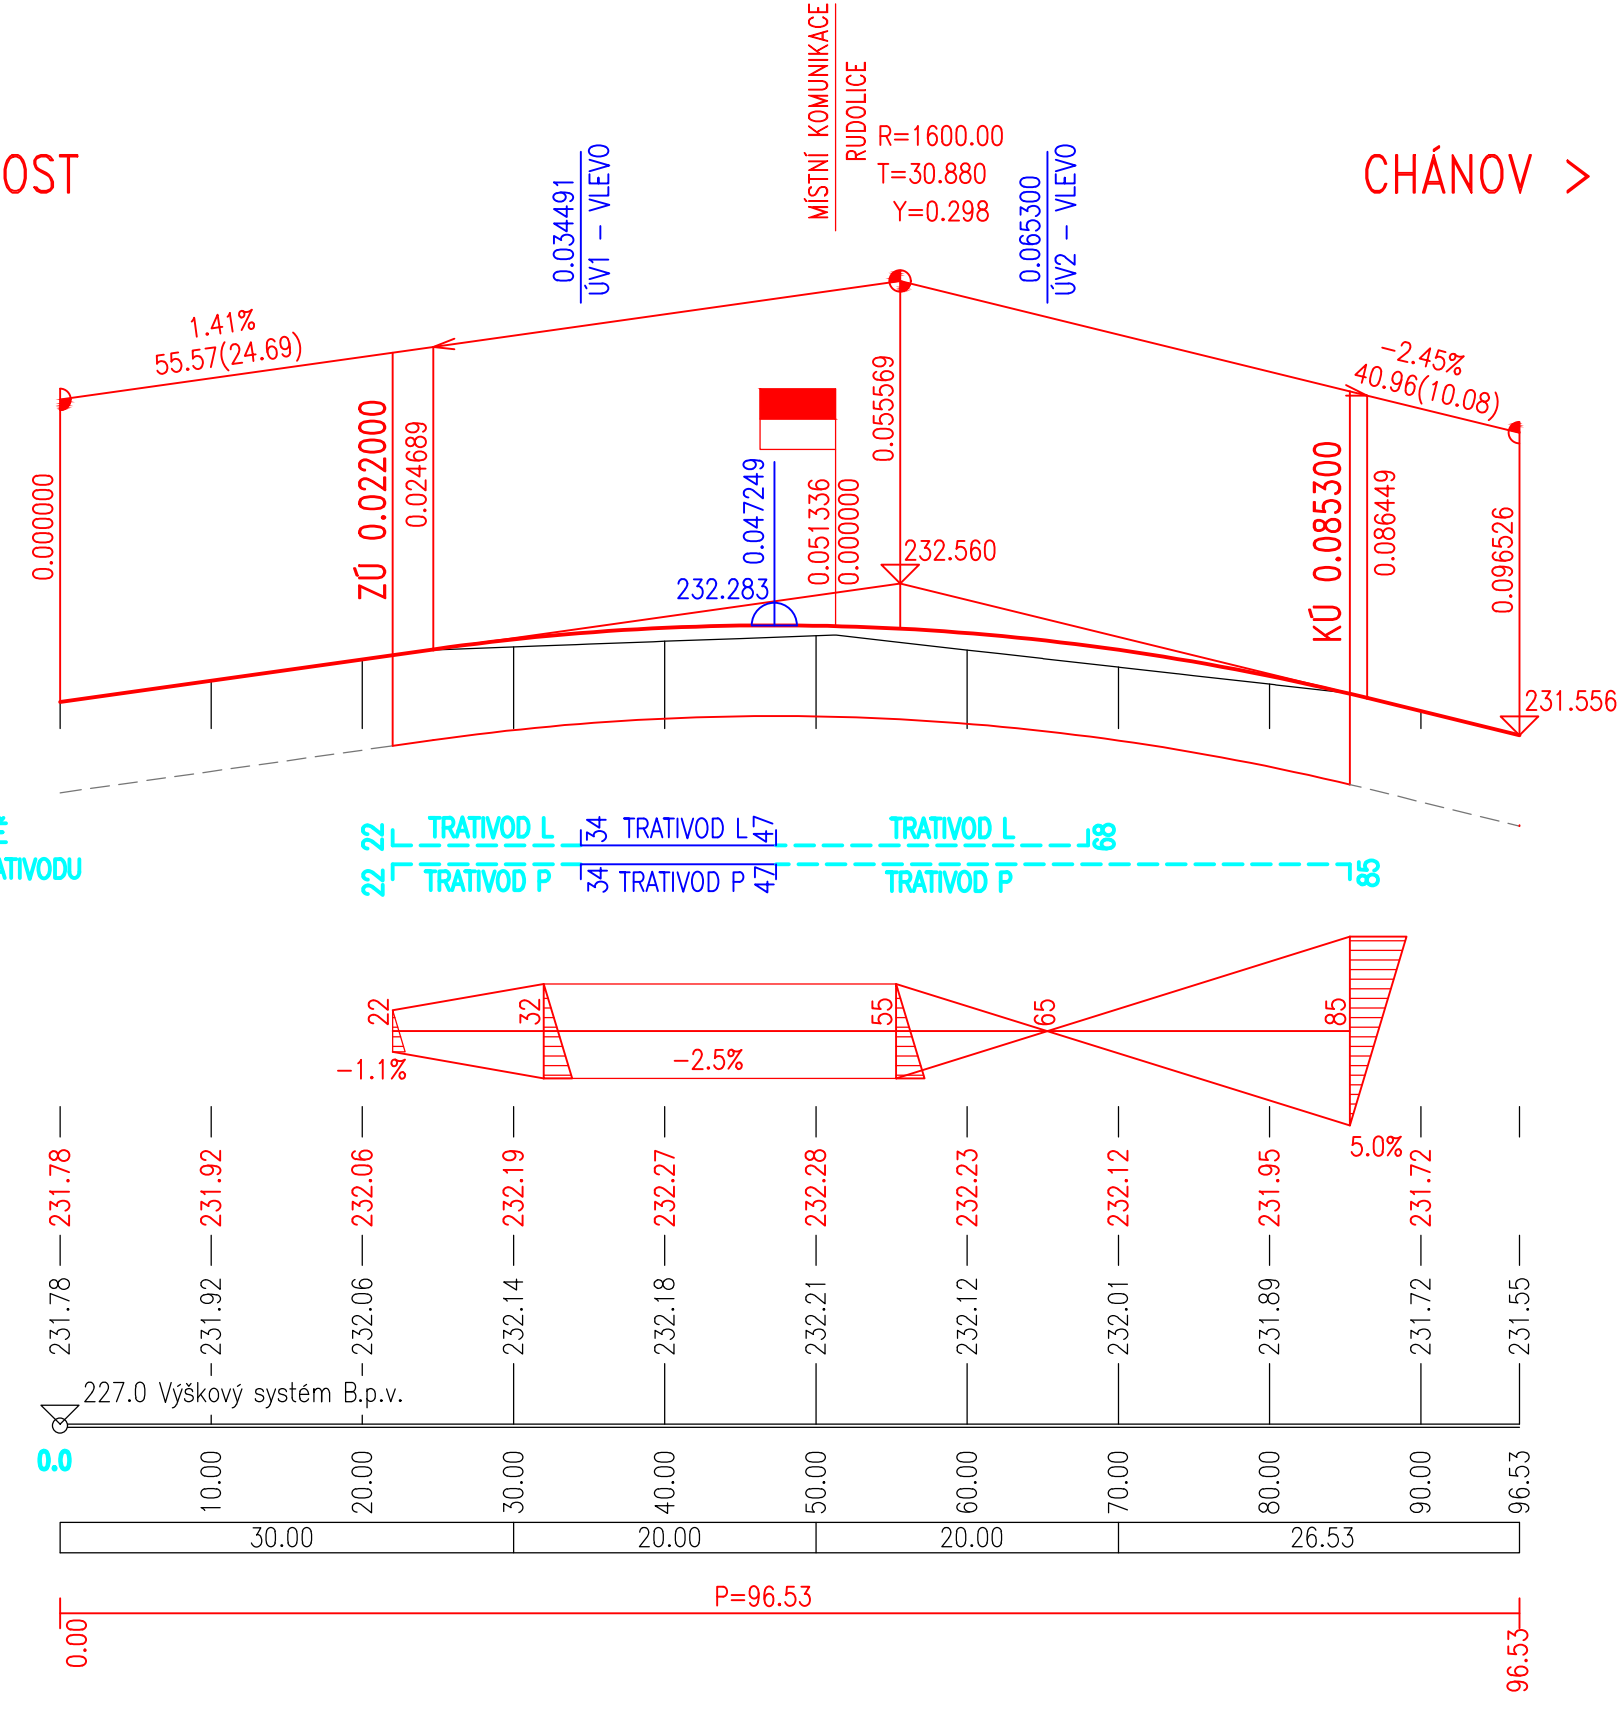 OST
CHÁNOV >
MÍSTNÍ KOMUNIKACE
RUDOLICE
R=1600.00
T=30.880
Y=0.298
0.034491
ÚV1 - VLEVO
0.065300
ÚV2 - VLEVO
1.41%
55.57(24.69)
-2.45%
40.96(10.08)
0.000000
ZÚ 0.022000
0.024689
0.047249
232.283
0.051336
0.000000
0.055569
232.560
KÚ 0.085300
0.086449
0.096526
231.556
ATIVODU
22 TRATIVOD L 34 TRATIVOD L 47 TRATIVOD L 68
22 TRATIVOD P 34 TRATIVOD P 47 TRATIVOD P 85
22 32 55 65 85
-1.1%
-2.5%
5.0%
231.78 231.92 232.06 232.19 232.27 232.28 232.23 232.12 231.95 231.72
231.78 231.92 232.06 232.14 232.18 232.21 232.12 232.01 231.89 231.72 231.55
227.0 Výškový systém B.p.v.
0.0 10.00 20.00 30.00 40.00 50.00 60.00 70.00 80.00 90.00 96.53
30.00 20.00 20.00 26.53
P=96.53
0.00 96.53